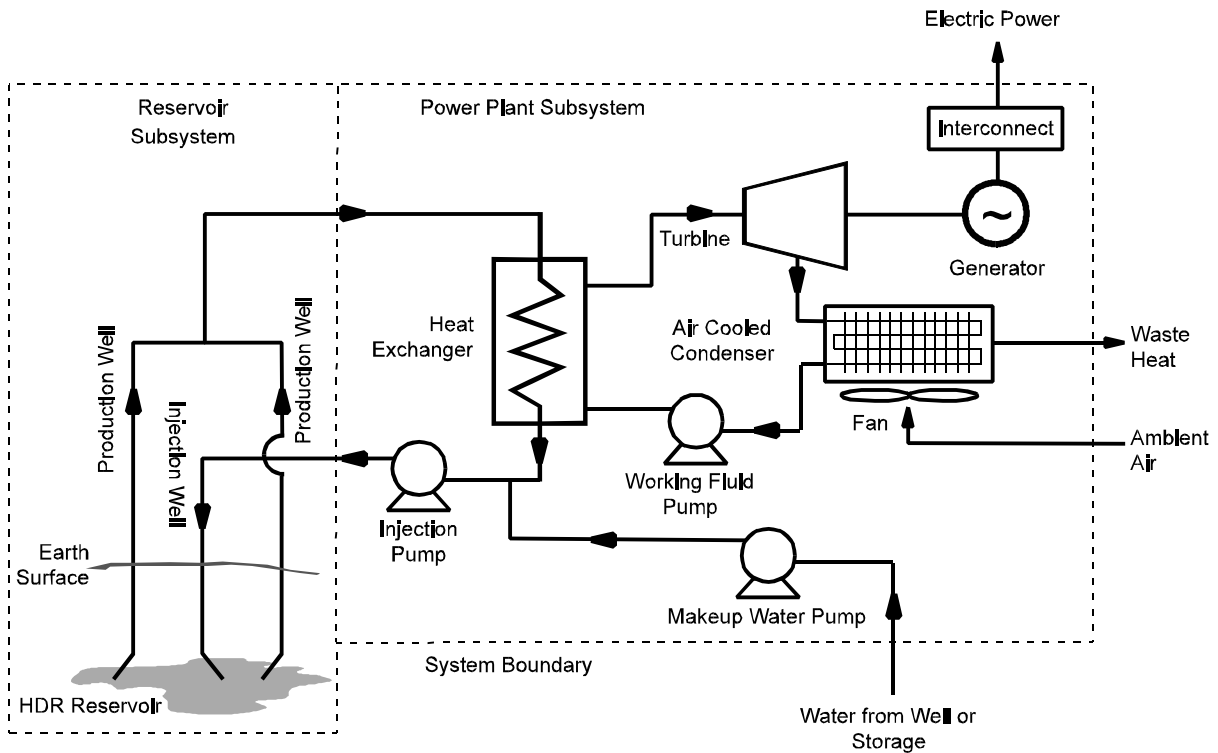 Electric Power
Reservoir
Subsystem
Power Plant Subsystem
Interconnect
~
Turbine
Generator
Production Well
Injection Well
Production Well
Heat
Exchanger
Air Cooled
Condenser
Waste
Heat
Fan
Ambient
Air
Working Fluid
Pump
Injection
Pump
Earth
Surface
Makeup Water Pump
System Boundary
HDR Reservoir
Water from Well or
Storage